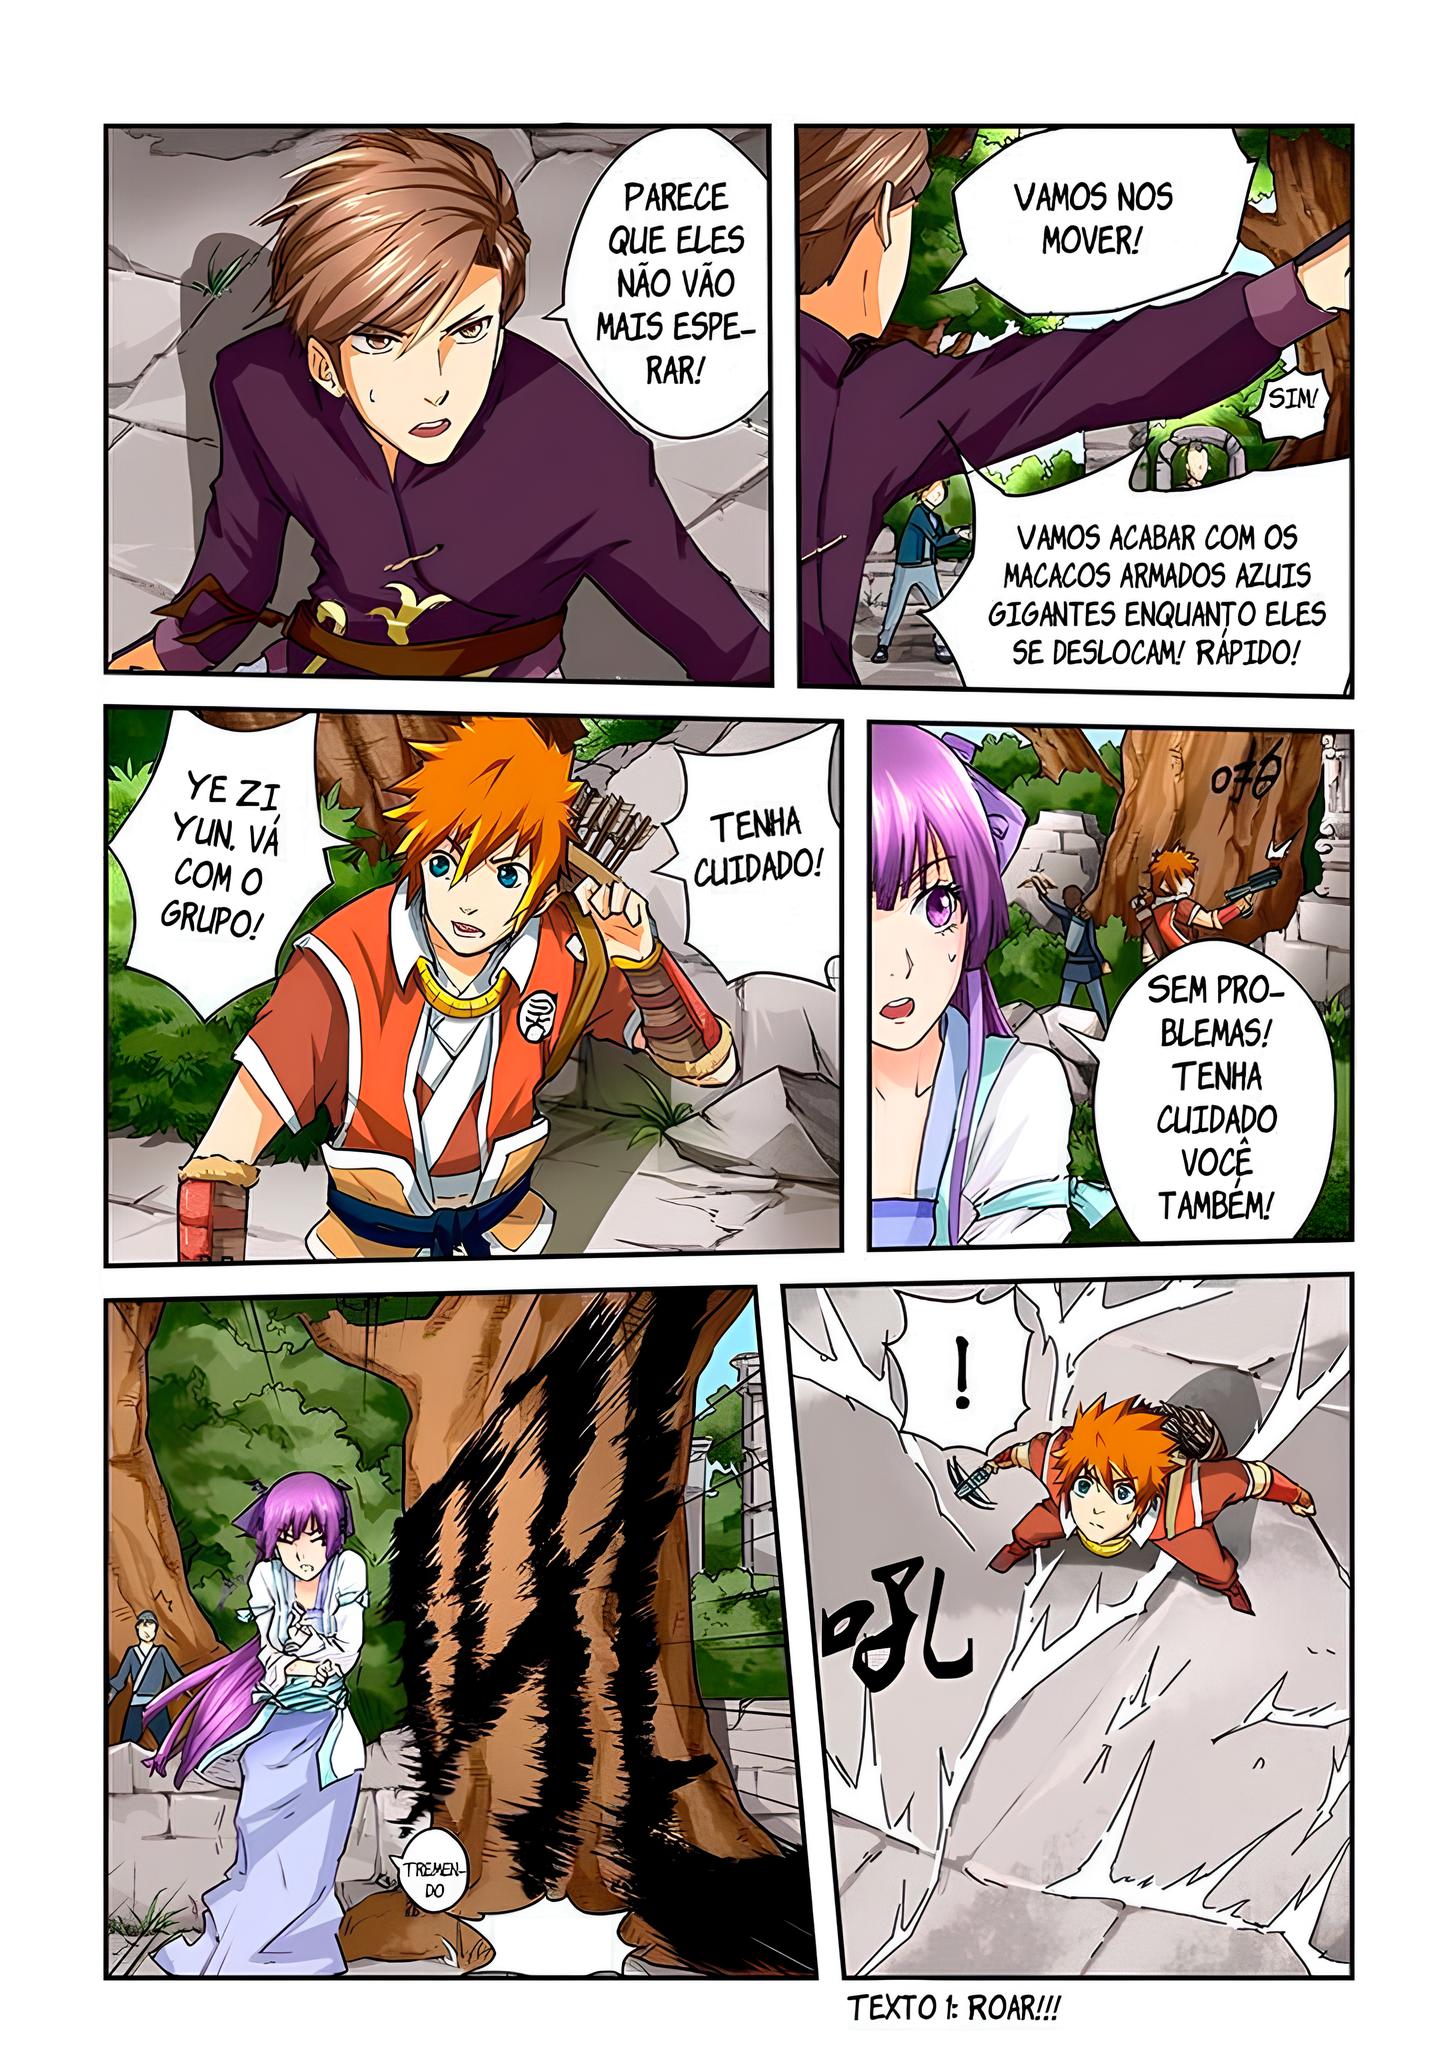 PARECE
QUE ELES
NÃO VÃO
MAIS ESPE-
RAR!
VAMOS NOS
MOVER!
SIM!
VAMOS ACABAR COM OS
MACACOS ARMADOS AZUIS
GIGANTES ENQUANTO ELES
SE DESLOCAM! RÁPIDO!
YE ZI
YUN. VÁ
COM O
GRUPO!
TENHA
CUIDADO!
SEM PRO-
BLEMAS!
TENHA
CUIDADO
VOCÊ
TAMBÉM!
TREMEN-
DO
!
吼
TEXTO 1: ROAR!!!